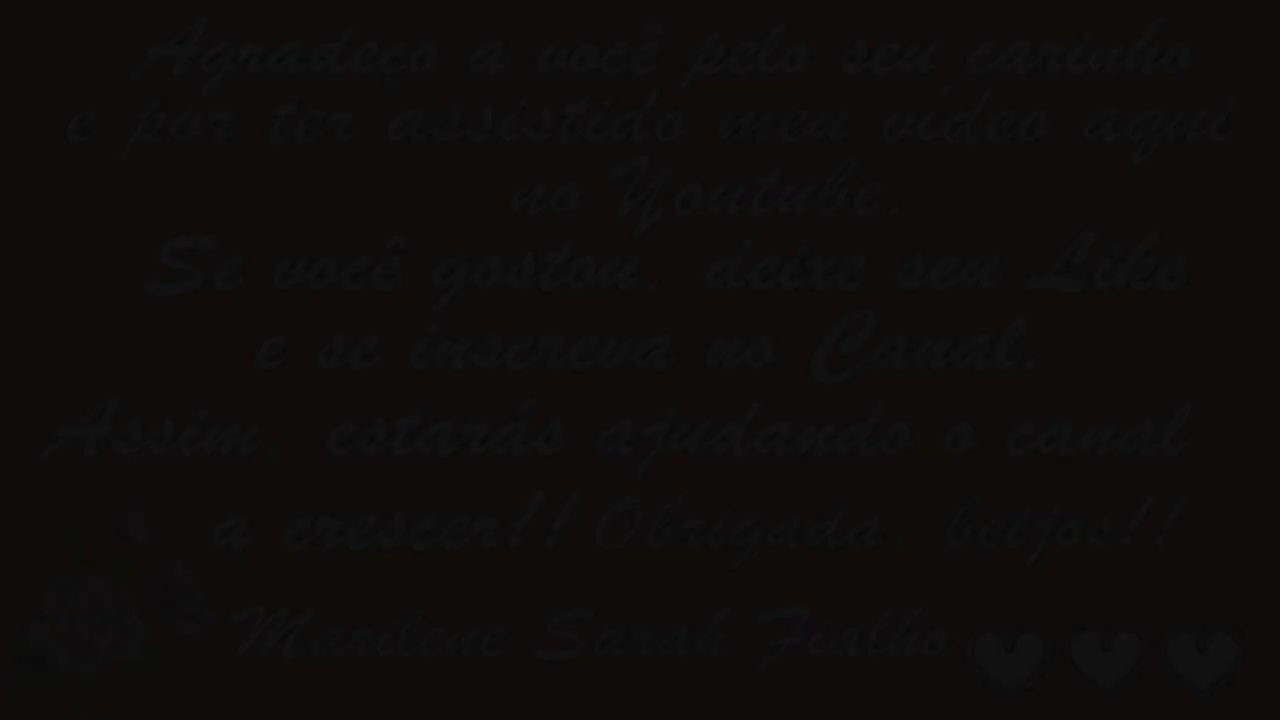 Agradeço a você pelo seu carinho
e por ter assistido meu vídeo aqui
no Youtube.
Se você gostou, deixe seu Like
e se inscreva no Canal.
Assim, estarás ajudando o canal
a crescer!! Obrigada, beijos!!
Marilene Sarah Fialho